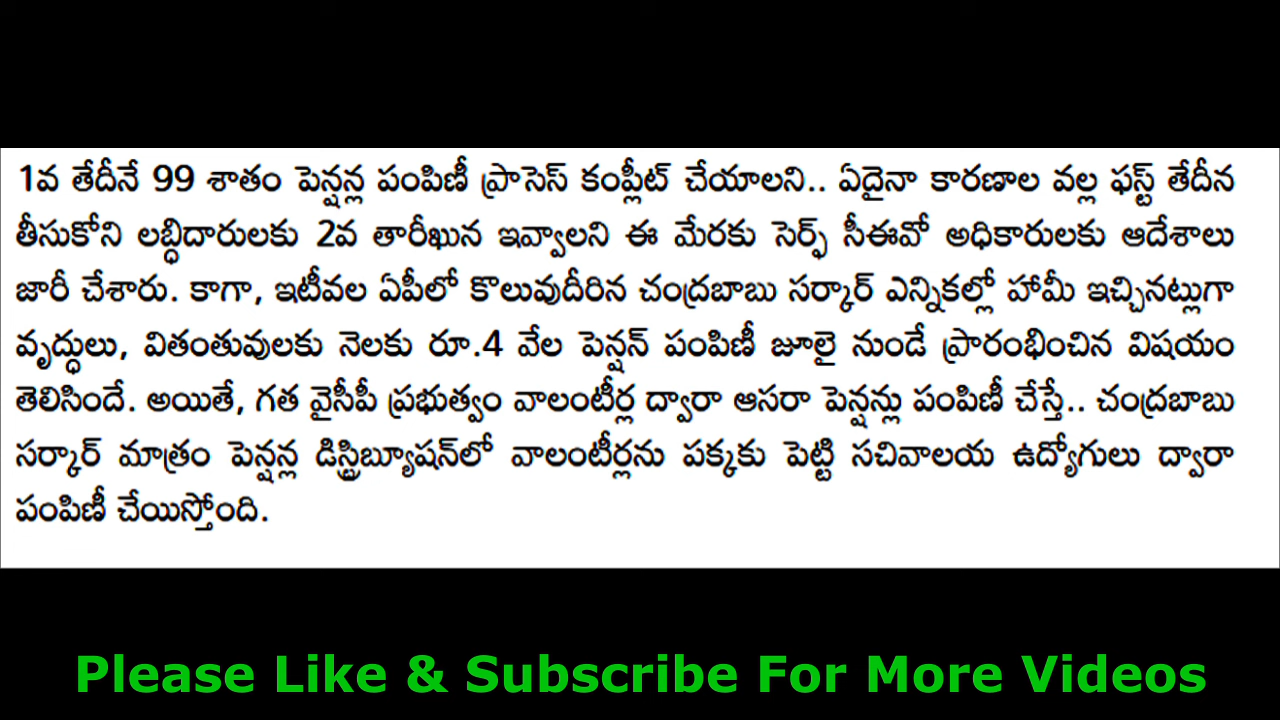 1వ తేదీనే 99 శాతం పెన్షన్ల పంపిణీ ప్రాసెస్ కంప్లీట్ చేయాలని.. ఏదైనా కారణాల వల్ల ఫస్ట్ తేదీన
తీసుకోని లబ్ధిదారులకు 2వ తారీఖున ఇవ్వాలని ఈ మేరకు సెర్ఫ్ సీఈవో అధికారులకు ఆదేశాలు
జారీ చేశారు. కాగా, ఇటీవల ఏపీలో కొలువుదీరిన చంద్రబాబు సర్కార్ ఎన్నికల్లో హామీ ఇచ్చినట్లుగా
వృద్ధులు, వితంతువులకు నెలకు రూ.4 వేల పెన్షన్ పంపిణీ జూలై నుండే ప్రారంభించిన విషయం
తెలిసిందే. అయితే, గత వైసీపీ ప్రభుత్వం వాలంటీర్ల ద్వారా ఆసరా పెన్షన్లు పంపిణీ చేస్తే.. చంద్రబాబు
సర్కార్ మాత్రం పెన్షన్ల డిస్ట్రిబ్యూషన్‌లో వాలంటీర్లను పక్కకు పెట్టి సచివాలయ ఉద్యోగులు ద్వారా
పంపిణీ చేయిస్తోంది.
Please Like & Subscribe For More Videos